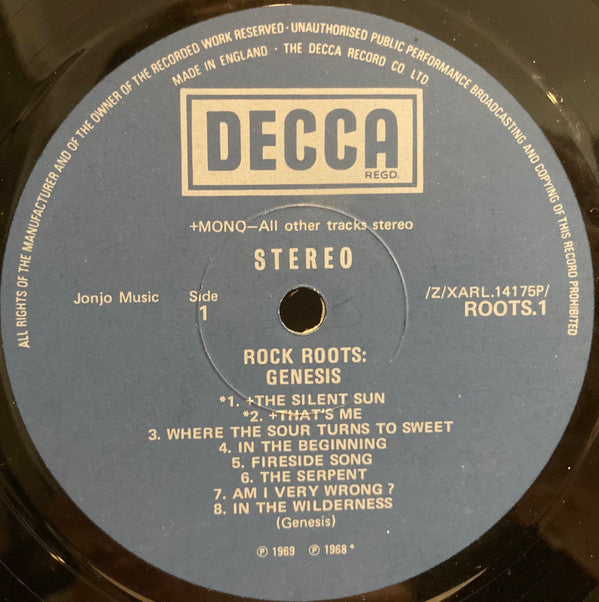 ALL RIGHTS OF THE MANUFACTURER AND OF THE OWNER OF THE RECORDED WORK RESERVED · UNAUTHORISED PUBLIC PERFORMANCE BROADCASTING AND COPYING OF THIS RECORD PROHIBITED
MADE IN ENGLAND · THE DECCA RECORD CO LTD.
DECCA
REGD.
+MONO—All other tracks stereo
STEREO
Jonjo Music Side /Z/XARL.14175P/
1 ROOTS.1
ROCK ROOTS:
GENESIS
*1. +THE SILENT SUN
*2. +THAT'S ME
3. WHERE THE SOUR TURNS TO SWEET
4. IN THE BEGINNING
5. FIRESIDE SONG
6. THE SERPENT
7. AM I VERY WRONG ?
8. IN THE WILDERNESS
(Genesis)
℗ 1969 ℗ 1968 *